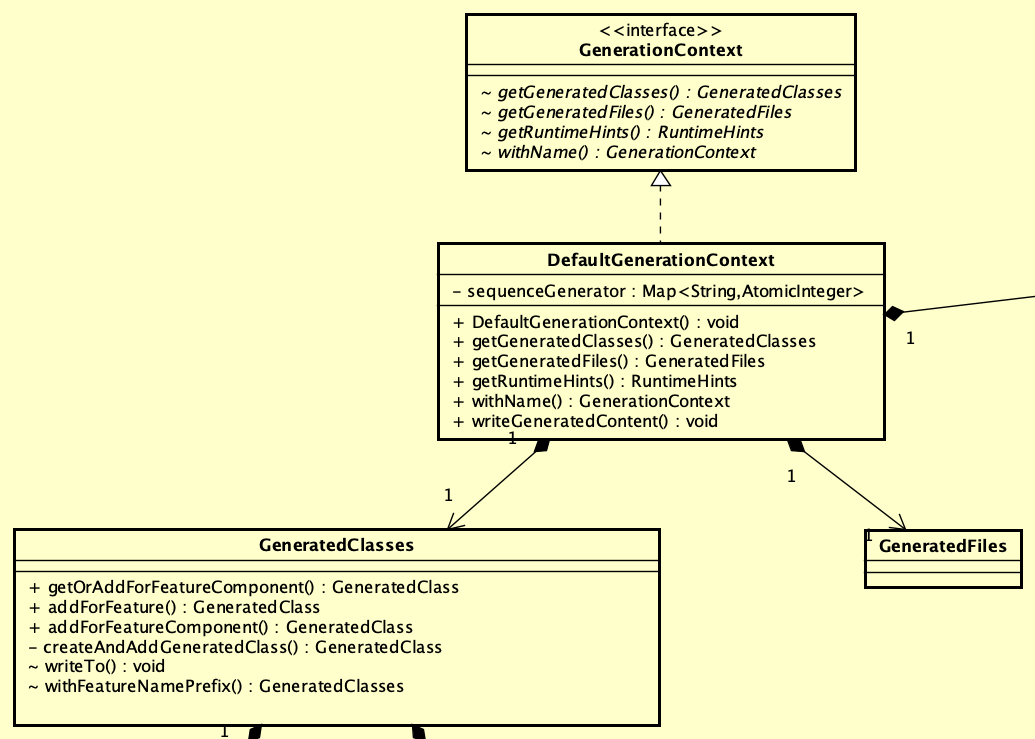 <<interface>>
GenerationContext
~ getGeneratedClasses() : GeneratedClasses
~ getGeneratedFiles() : GeneratedFiles
~ getRuntimeHints() : RuntimeHints
~ withName() : GenerationContext
DefaultGenerationContext
- sequenceGenerator : Map<String,AtomicInteger>
+ DefaultGenerationContext() : void
+ getGeneratedClasses() : GeneratedClasses
+ getGeneratedFiles() : GeneratedFiles
+ getRuntimeHints() : RuntimeHints
+ withName() : GenerationContext
+ writeGeneratedContent() : void
1
1
1
1
1
GeneratedClasses
+ getOrAddForFeatureComponent() : GeneratedClass
+ addForFeature() : GeneratedClass
+ addForFeatureComponent() : GeneratedClass
- createAndAddGeneratedClass() : GeneratedClass
~ writeTo() : void
~ withFeatureNamePrefix() : GeneratedClasses
GeneratedFiles
1